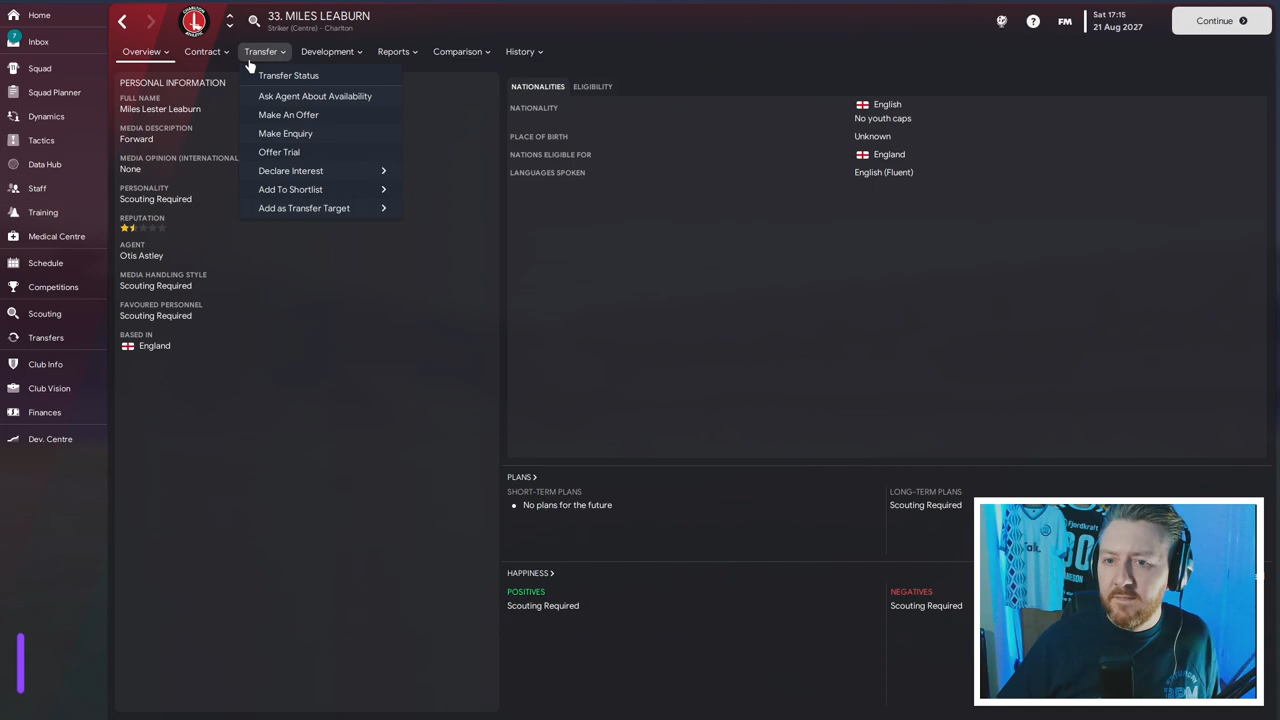 33. MILES LEABURN
Striker (Centre) - Charlton
FM
Sat 17:15
21 Aug 2027
Continue
7
Home
Inbox
Squad
Squad Planner
Dynamics
Tactics
Data Hub
Staff
Training
Medical Centre
Schedule
Competitions
Scouting
Transfers
Club Info
Club Vision
Finances
Dev. Centre
Overview
Contract
Transfer
Development
Reports
Comparison
History
Transfer Status
Ask Agent About Availability
Make An Offer
Make Enquiry
Offer Trial
Declare Interest
Add To Shortlist
Add as Transfer Target
PERSONAL INFORMATION
FULL NAME
Miles Lester Leaburn
MEDIA DESCRIPTION
Forward
MEDIA OPINION (INTERNATIONAL
None
PERSONALITY
Scouting Required
REPUTATION
AGENT
Otis Astley
MEDIA HANDLING STYLE
Scouting Required
FAVOURED PERSONNEL
Scouting Required
BASED IN
England
NATIONALITIES
ELIGIBILITY
NATIONALITY
English
No youth caps
PLACE OF BIRTH
Unknown
NATIONS ELIGIBLE FOR
England
LANGUAGES SPOKEN
English (Fluent)
PLANS
SHORT-TERM PLANS
No plans for the future
LONG-TERM PLANS
Scouting Required
HAPPINESS
POSITIVES
Scouting Required
NEGATIVES
Scouting Required
Fjordkraft